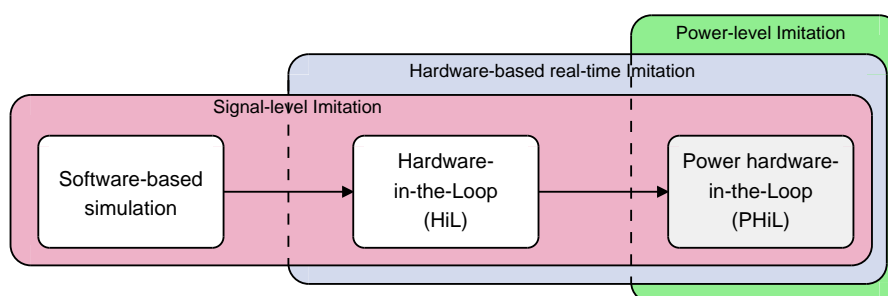 Power-level Imitation
Hardware-based real-time Imitation
Signal-level Imitation
Software-based
simulation
Hardware-
in-the-Loop
(HiL)
Power hardware-
in-the-Loop
(PHiL)